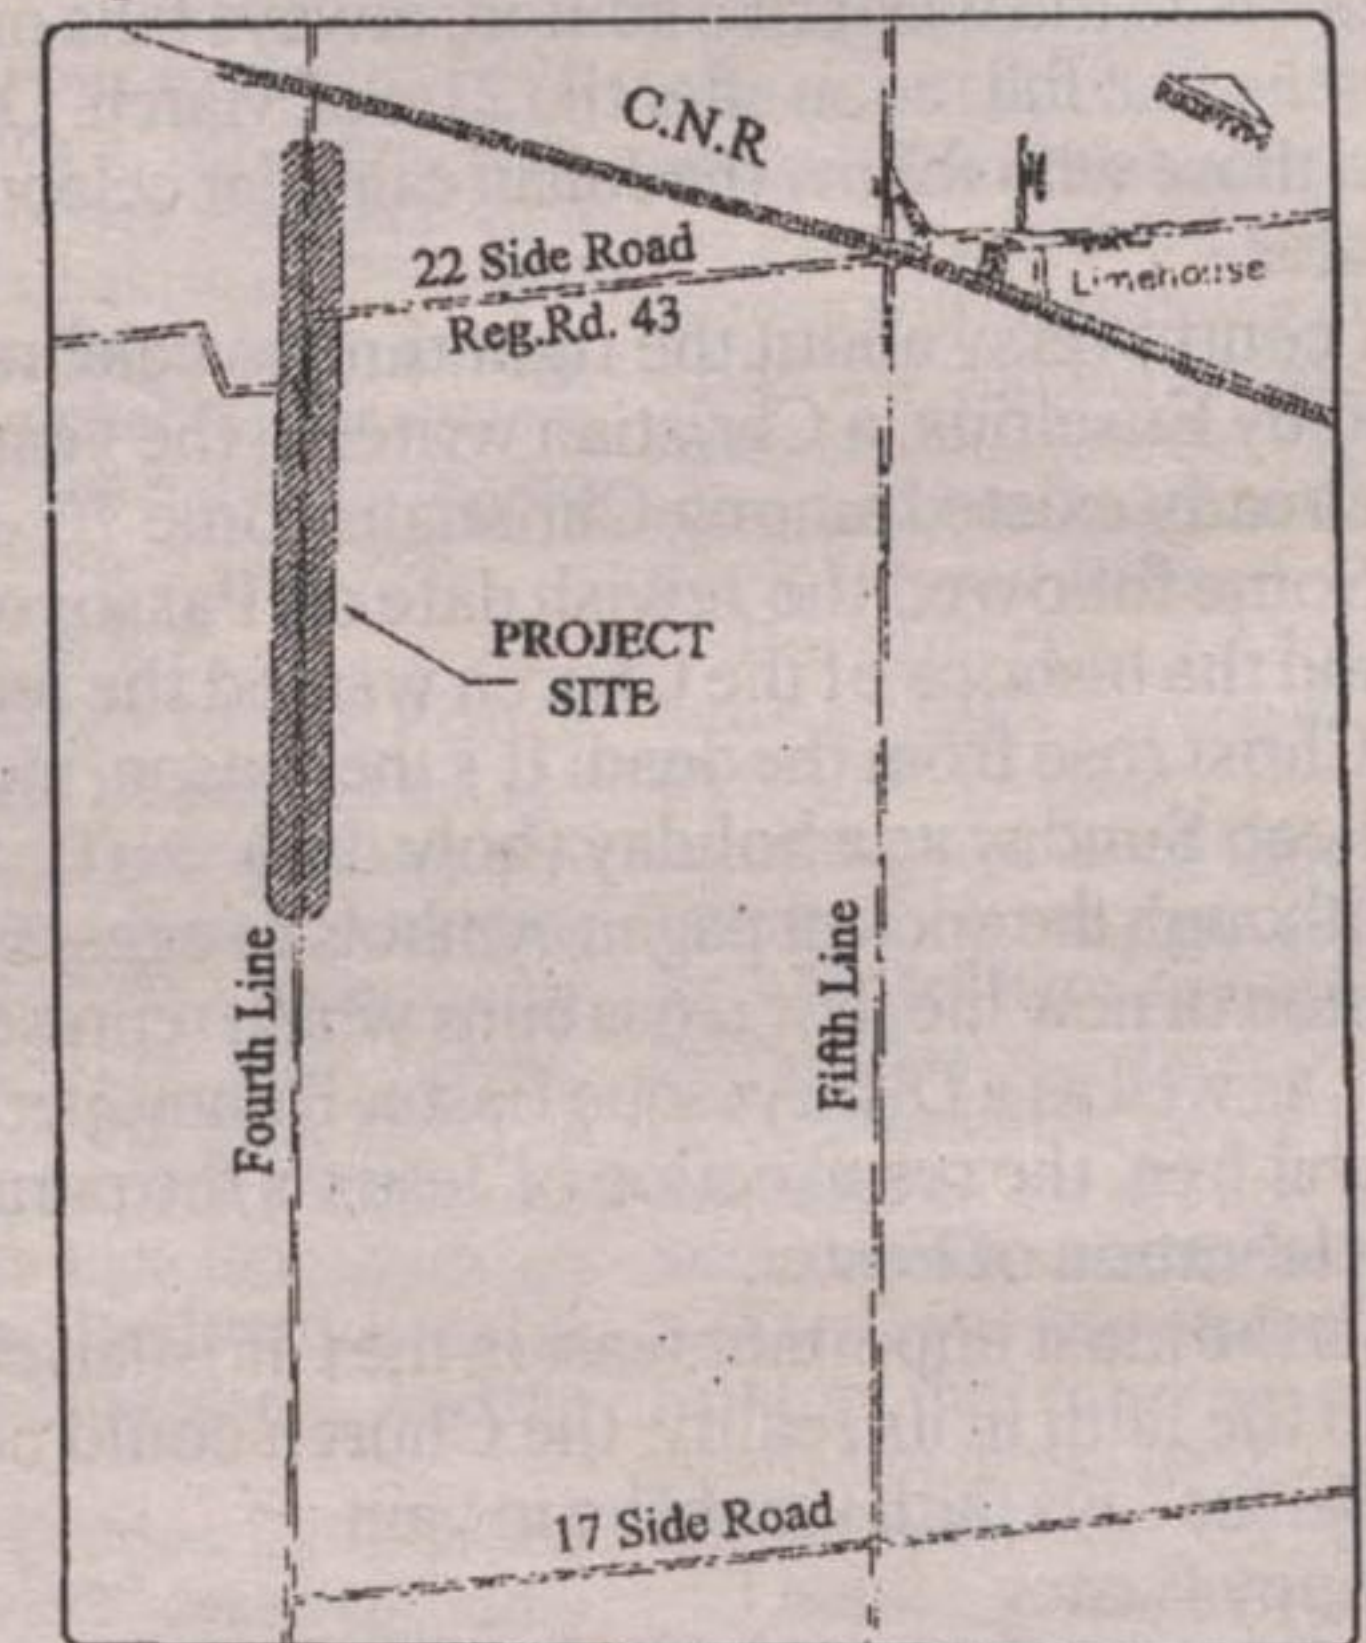 C.N.R
22 Side Road
Reg.Rd. 43
Limehouse
PROJECT
SITE
Fourth Line
Fifth Line
17 Side Road